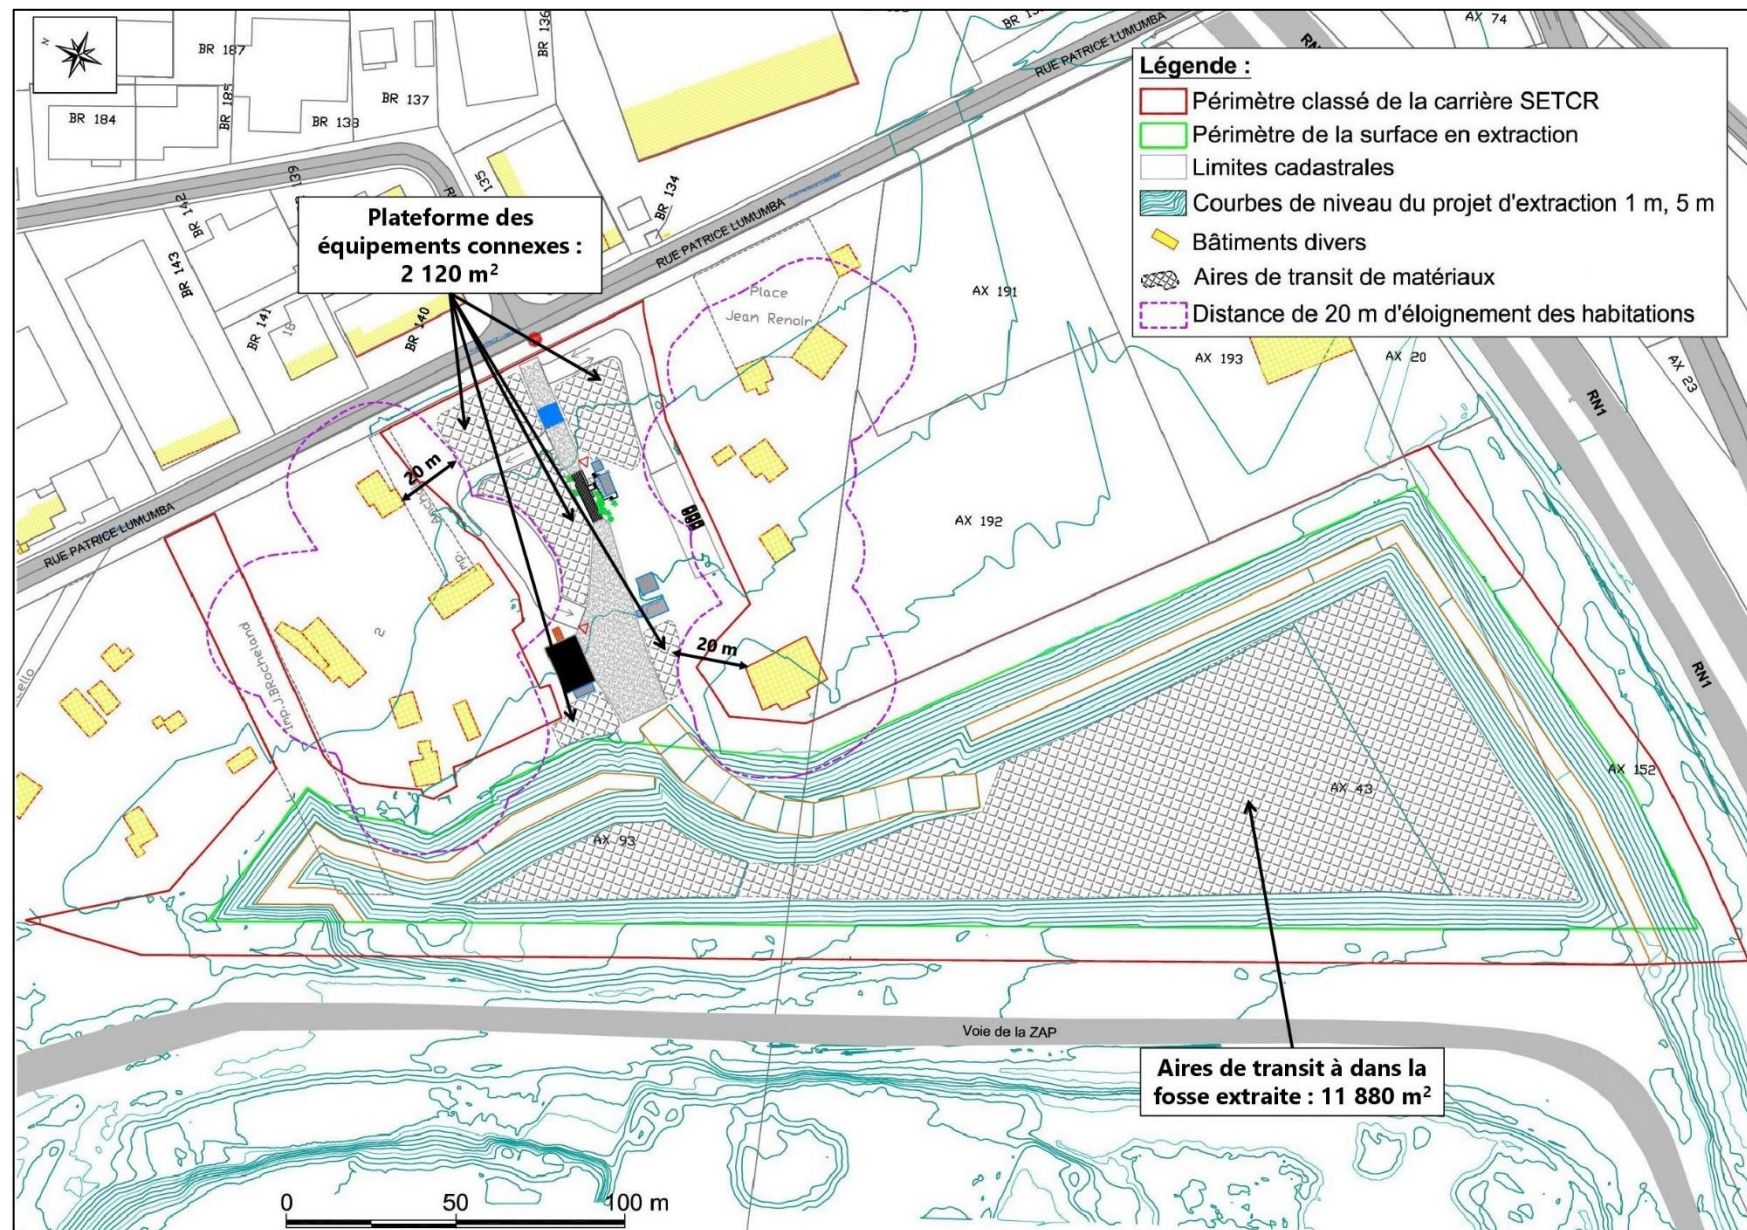 N
BR 187
BR 136
BR 184
BR 185
BR 137
BR 138
BR 139
BR 142
BR 143
BR 141
18
BR 140
135
BR 134
AX 74
RUE PATRICE LUMUMBA
Légende :
Périmètre classé de la carrière SETCR
Périmètre de la surface en extraction
Limites cadastrales
Courbes de niveau du projet d'extraction 1 m, 5 m
Bâtiments divers
Aires de transit de matériaux
Distance de 20 m d'éloignement des habitations
Plateforme des
équipements connexes :
2 120 m²
RUE PATRICE LUMUMBA
Place
Jean Renoir
AX 191
AX 193
AX 20
AX 23
RN1
20 m
RUE PATRICE LUMUMBA
AX 192
Imp.
2
Imp.J.BRocheland
20 m
RN1
AX 152
AX 43
AX 93
Voie de la ZAP
Aires de transit à dans la
fosse extraite : 11 880 m²
0 50 100 m